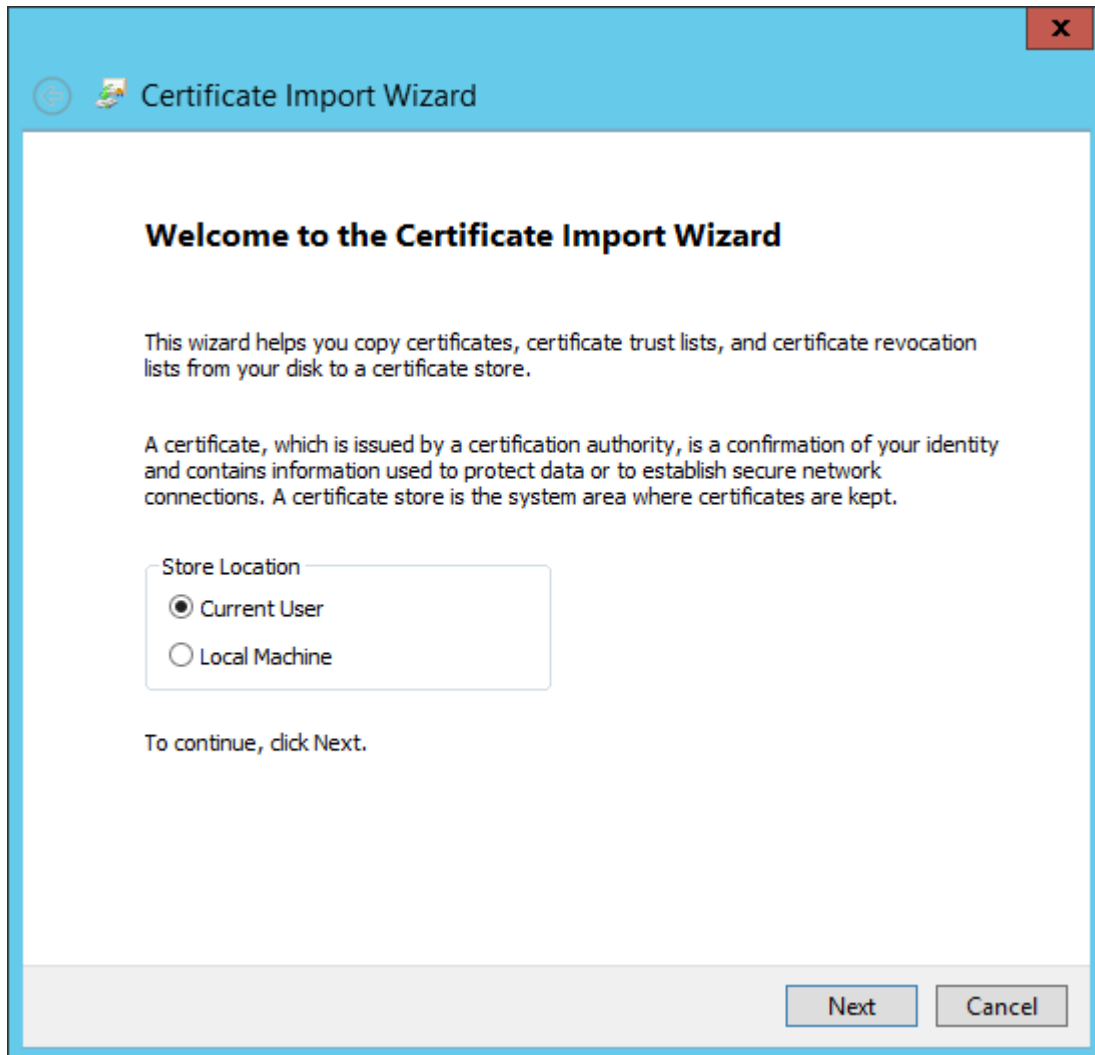 x
Certificate Import Wizard
Welcome to the Certificate Import Wizard
This wizard helps you copy certificates, certificate trust lists, and certificate revocation
lists from your disk to a certificate store.
A certificate, which is issued by a certification authority, is a confirmation of your identity
and contains information used to protect data or to establish secure network
connections. A certificate store is the system area where certificates are kept.
Store Location
Current User
Local Machine
To continue, click Next.
Next Cancel